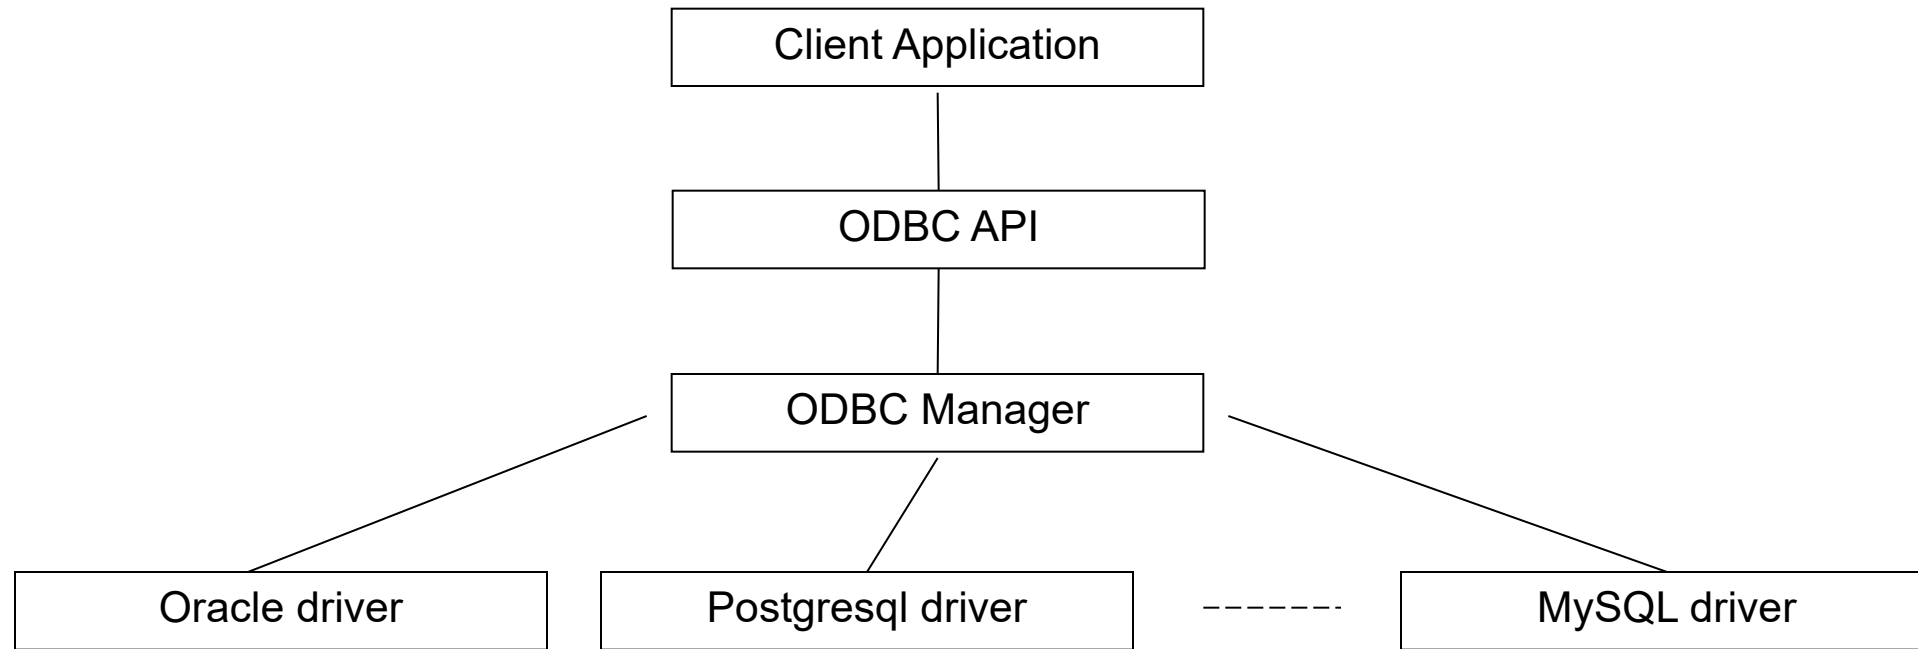 Client Application
ODBC API
ODBC Manager
Oracle driver
Postgresql driver
MySQL driver